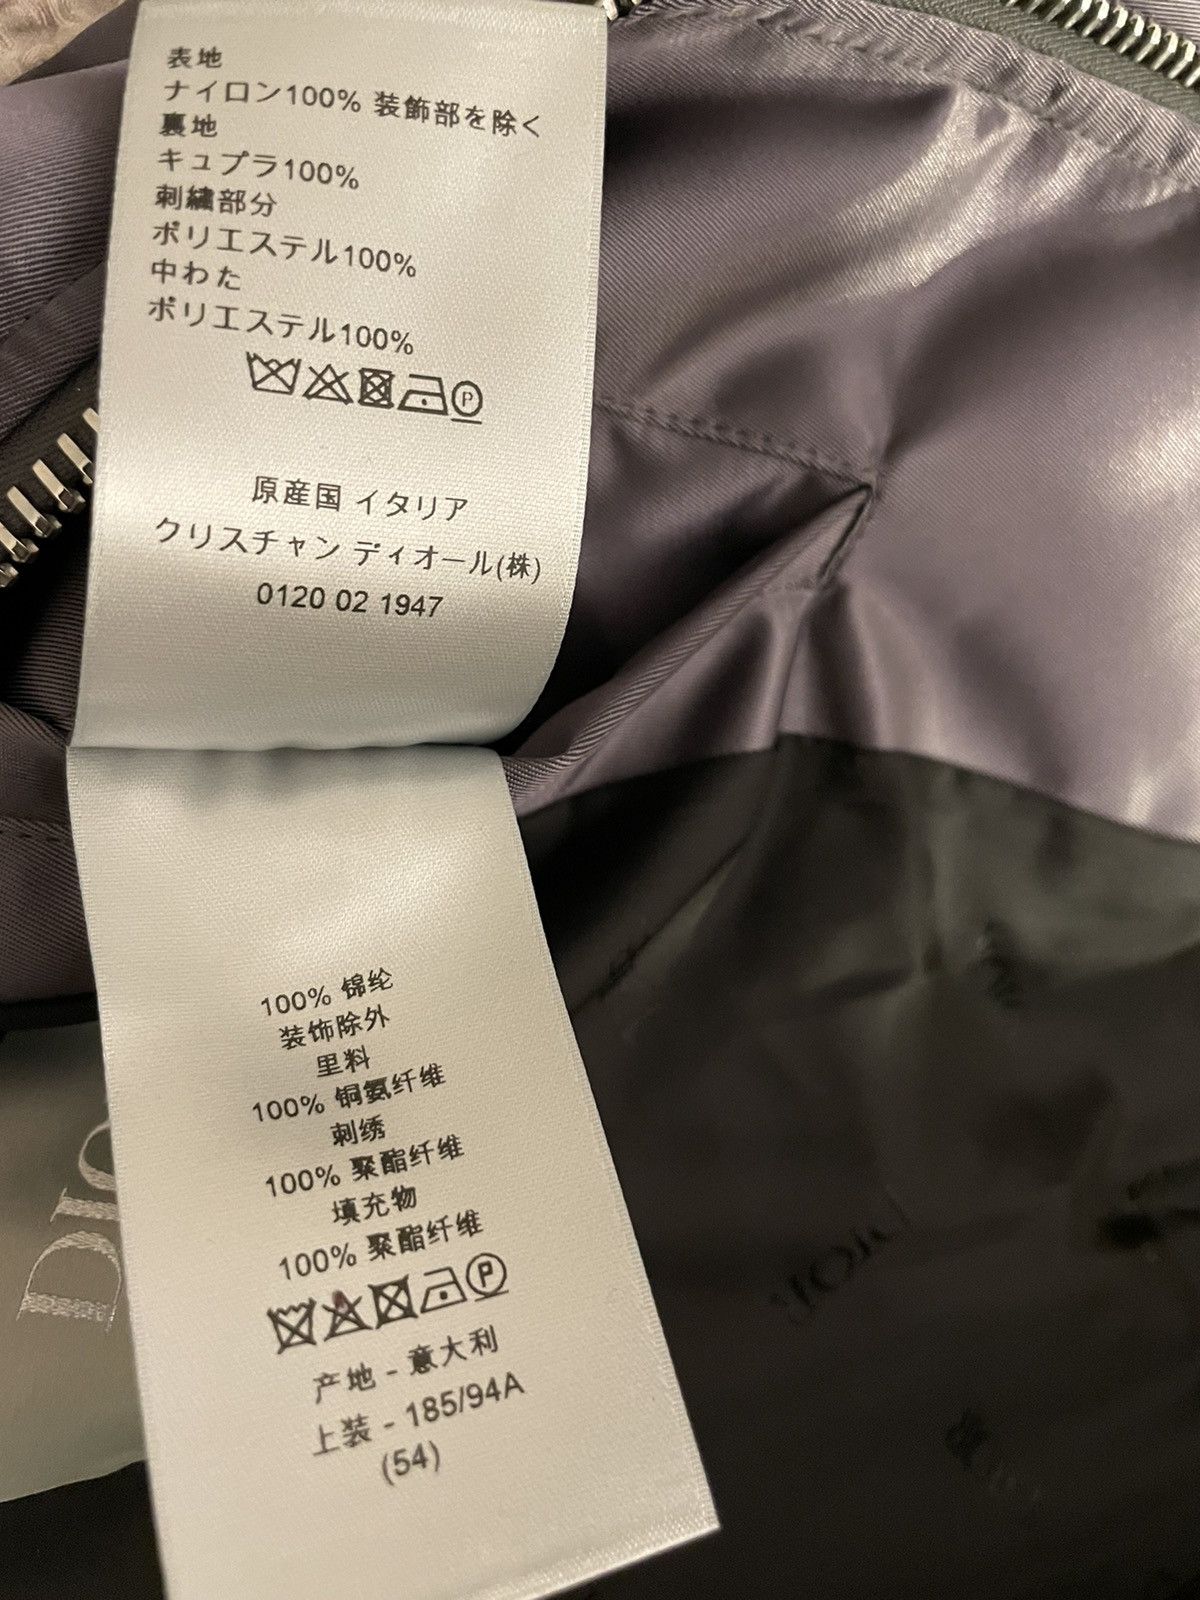 表地
ナイロン100% 装飾部を除く
裏地
キュプラ100%
刺繍部分
ポリエステル100%
中わた
ポリエステル100%
P
原産国 イタリア
クリスチャン ディオール(株)
0120 02 1947
100% 锦纶
装饰除外
里料
100% 铜氨纤维
刺绣
100% 聚酯纤维
填充物
100% 聚酯纤维
P
产地 - 意大利
上装 - 185/94A
(54)
DIO
DIOR